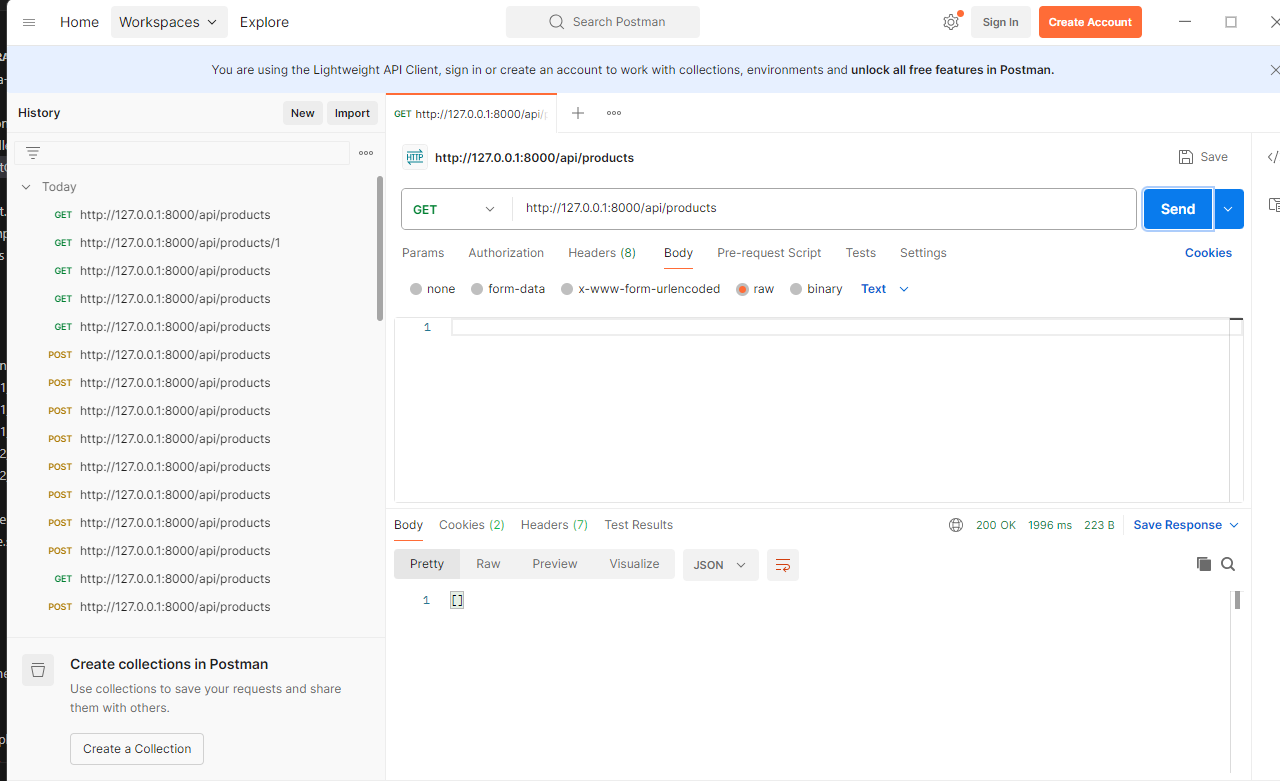 Home Workspaces Explore Search Postman Sign In Create Account
You are using the Lightweight API Client, sign in or create an account to work with collections, environments and unlock all free features in Postman.
History New Import
GET http://127.0.0.1:8000/api/
http://127.0.0.1:8000/api/products Save
GET http://127.0.0.1:8000/api/products Send
Params Authorization Headers (8) Body Pre-request Script Tests Settings Cookies
none form-data x-www-form-urlencoded raw binary Text
1
Today
GET http://127.0.0.1:8000/api/products
GET http://127.0.0.1:8000/api/products/1
GET http://127.0.0.1:8000/api/products
GET http://127.0.0.1:8000/api/products
GET http://127.0.0.1:8000/api/products
POST http://127.0.0.1:8000/api/products
POST http://127.0.0.1:8000/api/products
POST http://127.0.0.1:8000/api/products
POST http://127.0.0.1:8000/api/products
POST http://127.0.0.1:8000/api/products
POST http://127.0.0.1:8000/api/products
POST http://127.0.0.1:8000/api/products
POST http://127.0.0.1:8000/api/products
GET http://127.0.0.1:8000/api/products
POST http://127.0.0.1:8000/api/products
Create collections in Postman
Use collections to save your requests and share
them with others.
Create a Collection
Body Cookies (2) Headers (7) Test Results 200 OK 1996 ms 223 B Save Response
Pretty Raw Preview Visualize JSON
1 []